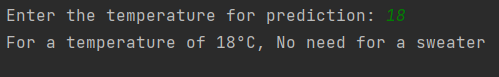 Enter the temperature for prediction: 18
For a temperature of 18°C, No need for a sweater